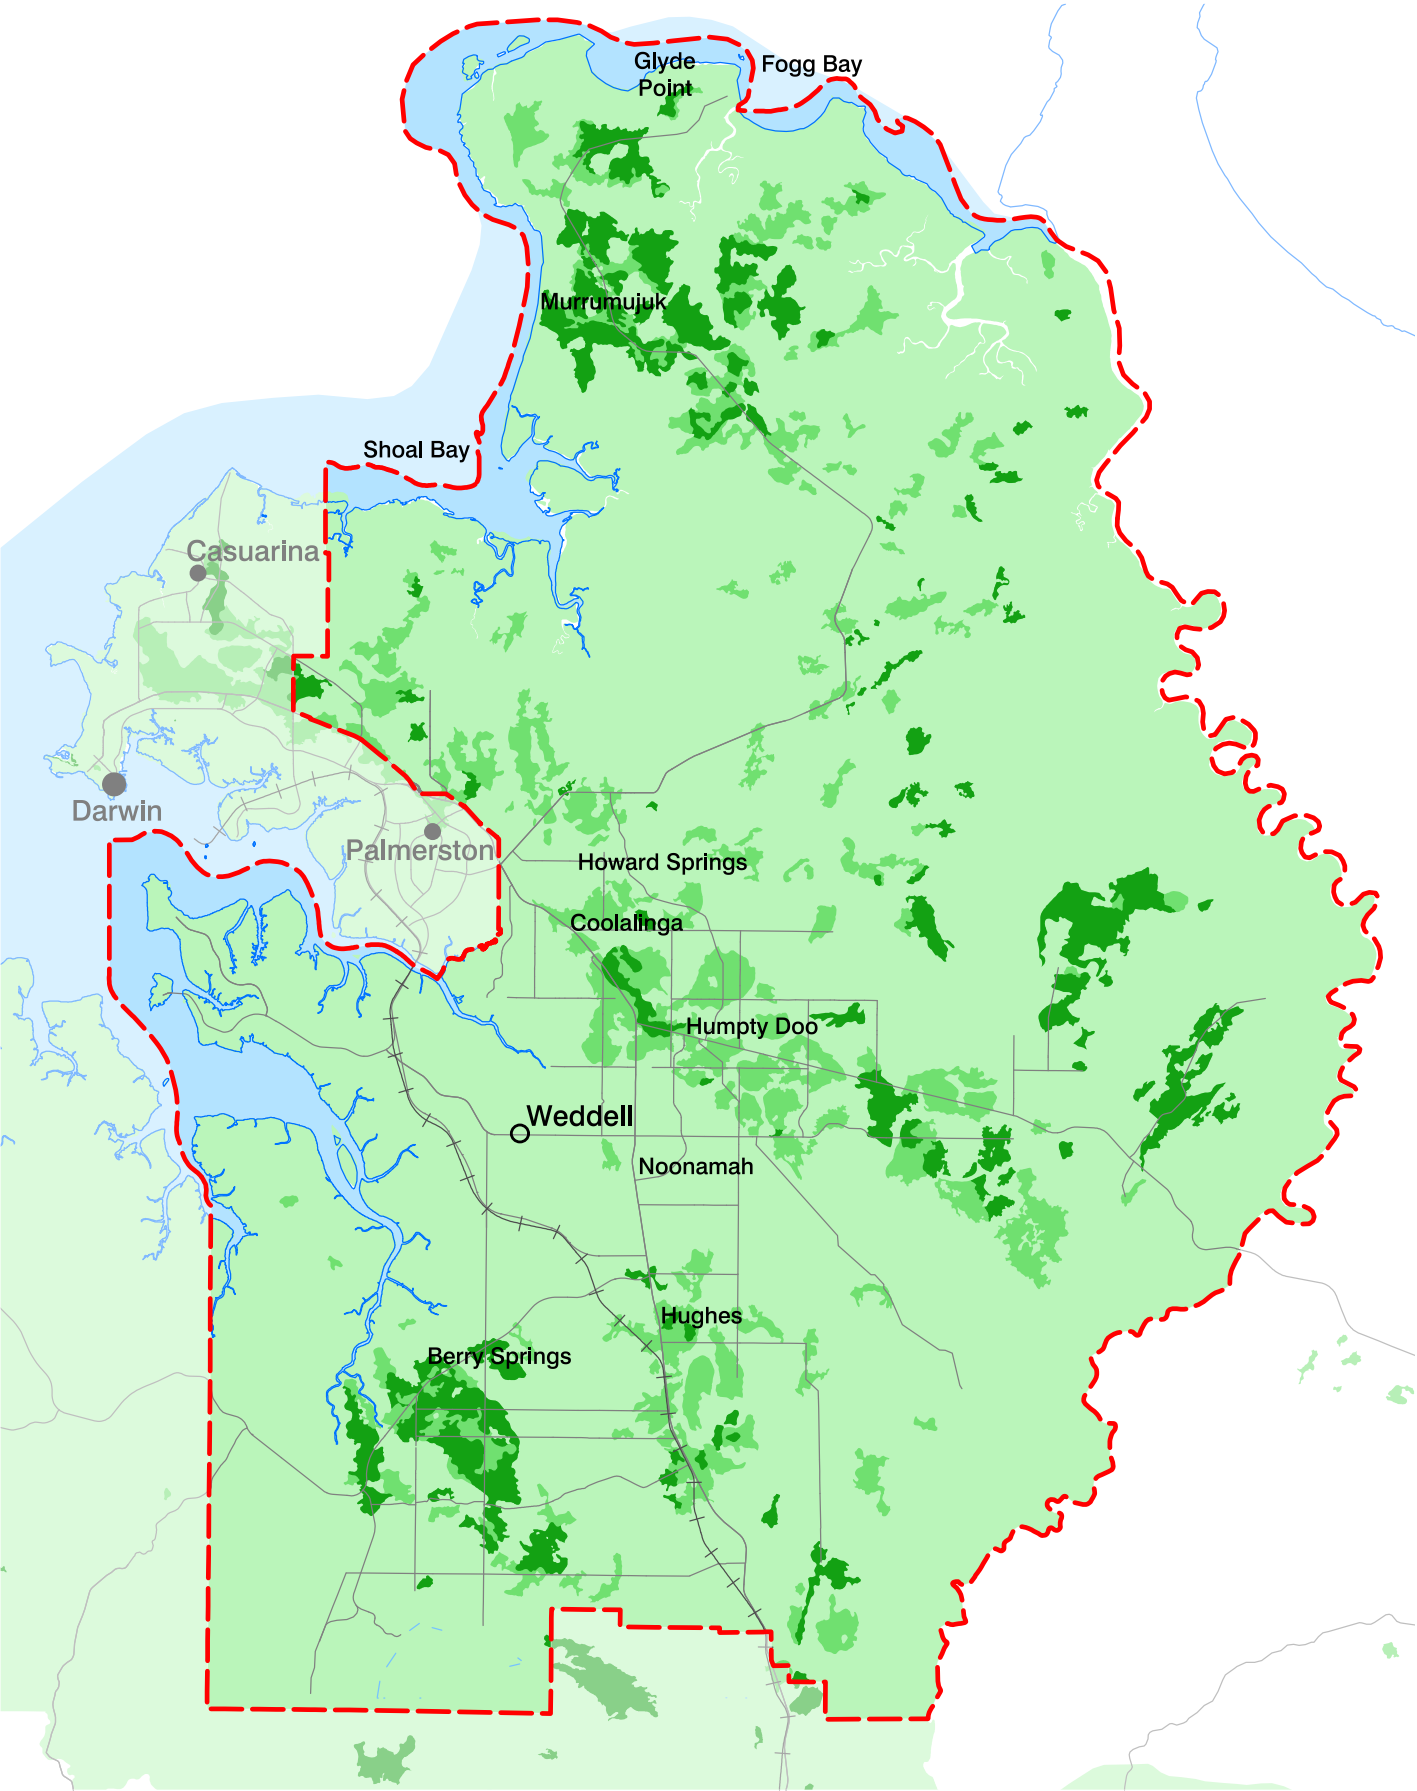 Glyde
Point
Fogg Bay
Murrumujuk
Shoal Bay
Casuarina
Darwin
Palmerston
Howard Springs
Coolalinga
Humpty Doo
Weddell
Noonamah
Hughes
Berry Springs